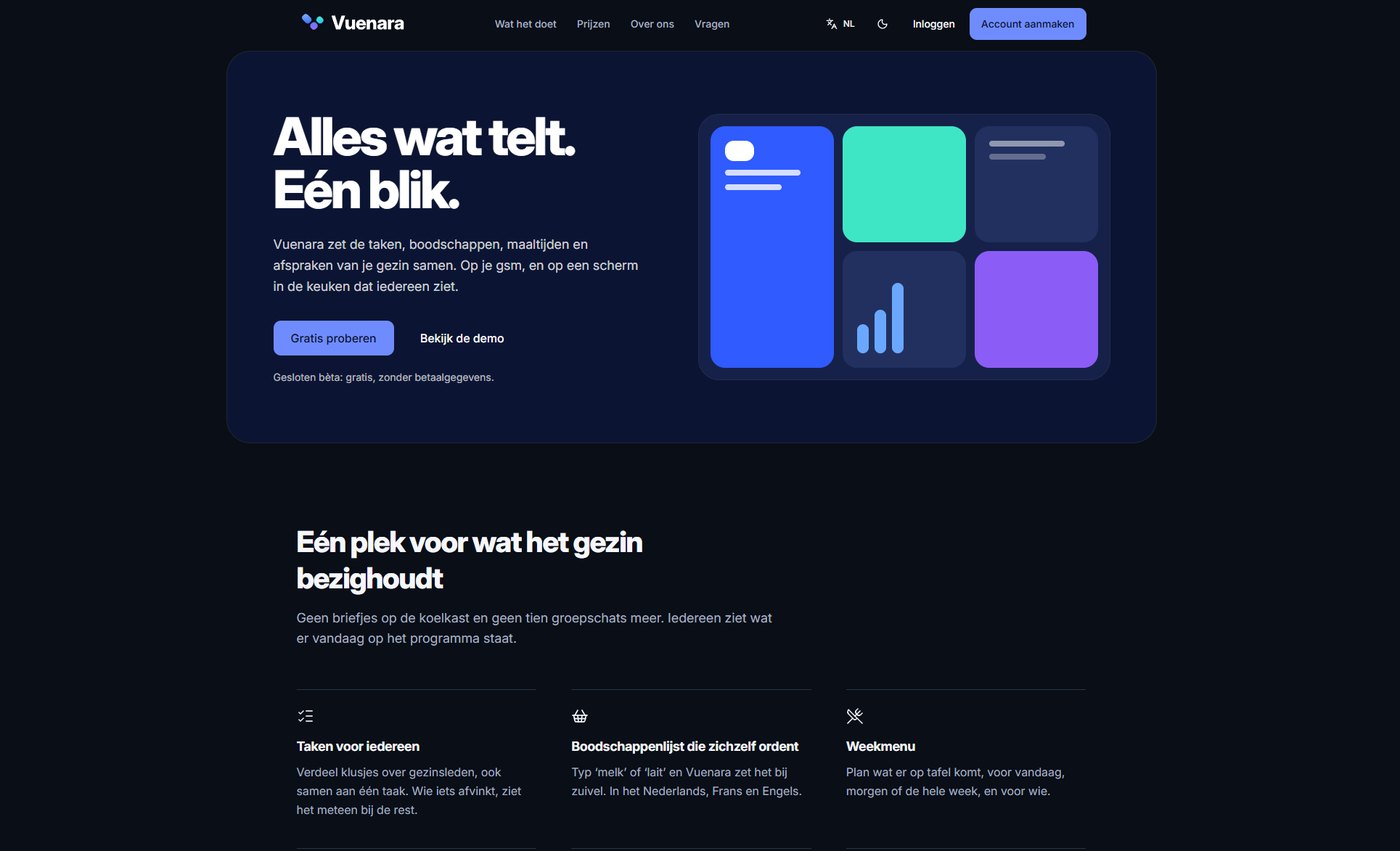 Vuenara
Wat het doet
Prijzen
Over ons
Vragen
NL
Inloggen
Account aanmaken
Alles wat telt.
Eén blik.
Vuenara zet de taken, boodschappen, maaltijden en
afspraken van je gezin samen. Op je gsm, en op een scherm
in de keuken dat iedereen ziet.
Gratis proberen
Bekijk de demo
Gesloten bèta: gratis, zonder betaalgegevens.
Eén plek voor wat het gezin
bezighoudt
Geen briefjes op de koelkast en geen tien groepschats meer. Iedereen ziet wat
er vandaag op het programma staat.
Taken voor iedereen
Verdeel klusjes over gezinsleden, ook
samen aan één taak. Wie iets afvinkt, ziet
het meteen bij de rest.
Boodschappenlijst die zichzelf ordent
Typ ‘melk’ of ‘lait’ en Vuenara zet het bij
zuivel. In het Nederlands, Frans en Engels.
Weekmenu
Plan wat er op tafel komt, voor vandaag,
morgen of de hele week, en voor wie.